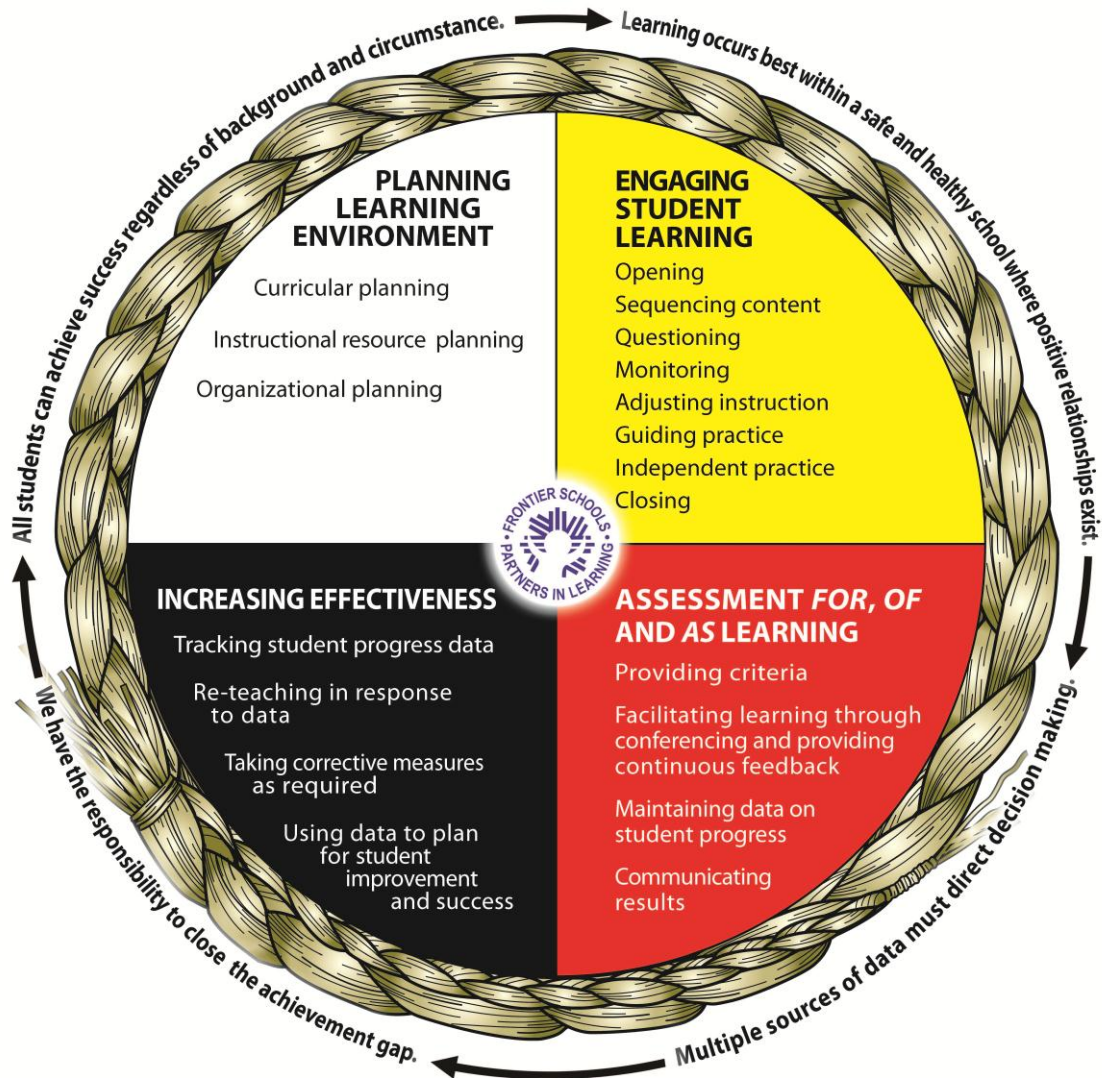 All students can achieve success regardless of background and circumstance.
Learning occurs best within a safe and healthy school where positive relationships exist.
Multiple sources of data must direct decision making.
We have the responsibility to close the achievement gap.
PLANNING
LEARNING
ENVIRONMENT
Curricular planning
Instructional resource planning
Organizational planning
ENGAGING
STUDENT
LEARNING
Opening
Sequencing content
Questioning
Monitoring
Adjusting instruction
Guiding practice
Independent practice
Closing
• FRONTIER SCHOOLS •
PARTNERS IN LEARNING
INCREASING EFFECTIVENESS
Tracking student progress data
Re-teaching in response
to data
Taking corrective measures
as required
Using data to plan
for student
improvement
and success
ASSESSMENT FOR, OF
AND AS LEARNING
Providing criteria
Facilitating learning through
conferencing and providing
continuous feedback
Maintaining data on
student progress
Communicating
results